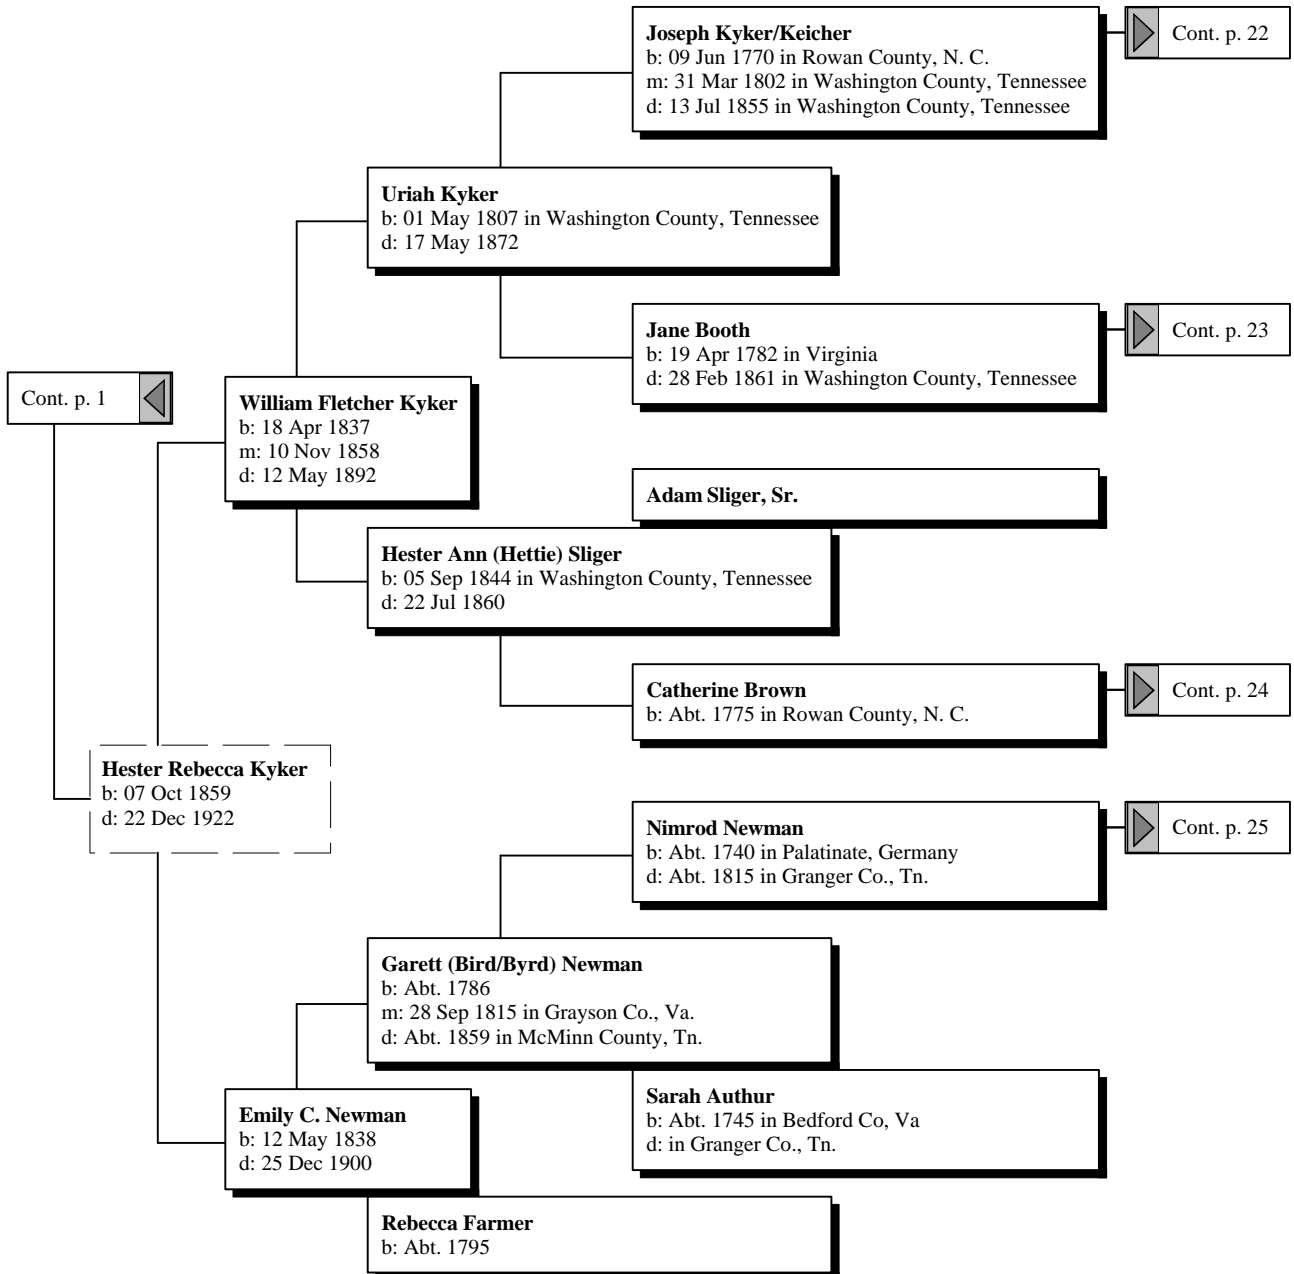 Joseph Kyker/Keicher
b: 09 Jun 1770 in Rowan County, N. C.
m: 31 Mar 1802 in Washington County, Tennessee
d: 13 Jul 1855 in Washington County, Tennessee
Cont. p. 22
Uriah Kyker
b: 01 May 1807 in Washington County, Tennessee
d: 17 May 1872
Jane Booth
b: 19 Apr 1782 in Virginia
d: 28 Feb 1861 in Washington County, Tennessee
Cont. p. 23
Cont. p. 1
William Fletcher Kyker
b: 18 Apr 1837
m: 10 Nov 1858
d: 12 May 1892
Adam Sliger, Sr.
Hester Ann (Hettie) Sliger
b: 05 Sep 1844 in Washington County, Tennessee
d: 22 Jul 1860
Catherine Brown
b: Abt. 1775 in Rowan County, N. C.
Cont. p. 24
Hester Rebecca Kyker
b: 07 Oct 1859
d: 22 Dec 1922
Nimrod Newman
b: Abt. 1740 in Palatinate, Germany
d: Abt. 1815 in Granger Co., Tn.
Cont. p. 25
Garett (Bird/Byrd) Newman
b: Abt. 1786
m: 28 Sep 1815 in Grayson Co., Va.
d: Abt. 1859 in McMinn County, Tn.
Sarah Authur
b: Abt. 1745 in Bedford Co, Va
d: in Granger Co., Tn.
Emily C. Newman
b: 12 May 1838
d: 25 Dec 1900
Rebecca Farmer
b: Abt. 1795